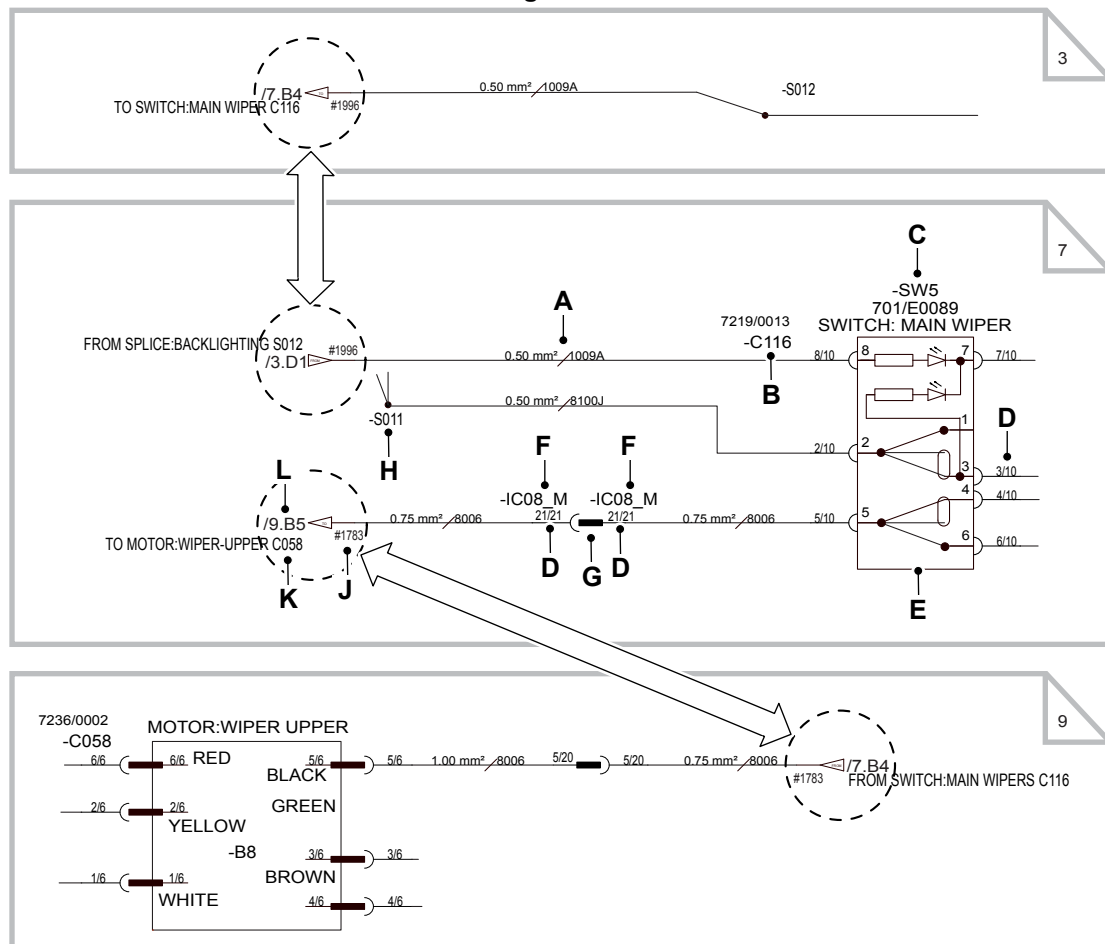 g
3
/7.B4
#1996
TO SWITCH:MAIN WIPER C116
0.50 mm² 1009A
-S012
7
C
-SW5
701/E0089
SWITCH: MAIN WIPER
A
7219/0013
-C116
FROM SPLICE:BACKLIGHTING S012
/3.D1
#1996
0.50 mm² 1009A
8/10
8
7
7/10
B
0.50 mm² 8100J
-S011
H
1
D
2/10
2
3
3/10
L
F
F
4
4/10
-IC08_M
-IC08_M
/9.B5
#1783
0.75 mm² 8006
21/21
21/21
0.75 mm² 8006
5/10
5
6
6/10
TO MOTOR:WIPER-UPPER C058
K
J
D
G
D
E
9
7236/0002
-C058
MOTOR:WIPER UPPER
6/6
6/6
RED
5/6
5/6
1.00 mm² 8006
5/20
5/20
0.75 mm² 8006
/7.B4
BLACK
#1783
FROM SWITCH:MAIN WIPERS C116
2/6
2/6
GREEN
YELLOW
-B8
3/6
3/6
BROWN
1/6
1/6
WHITE
4/6
4/6